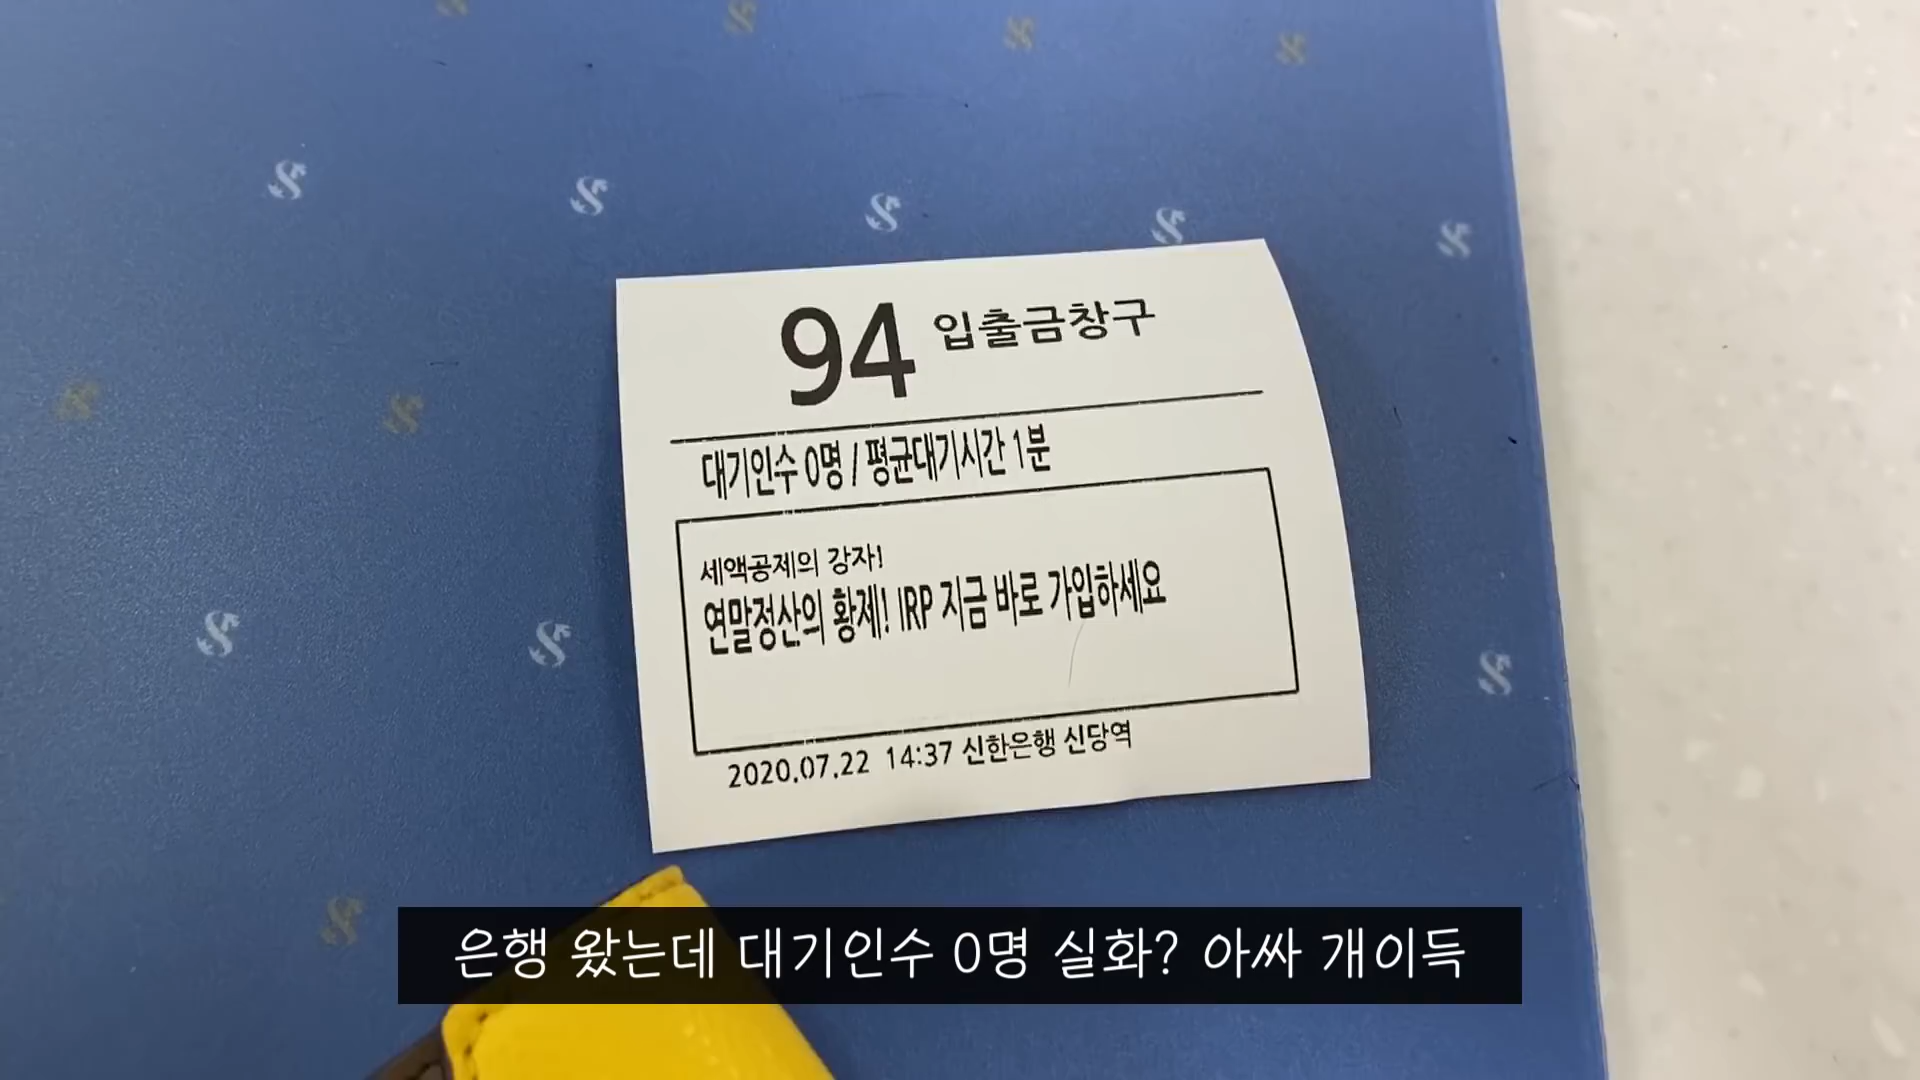 94 입출금창구
대기인수 0명 / 평균대기시간 1분
세액공제의 강자!
연말정산의 황제! IRP 지금 바로 가입하세요
2020.07.22 14:37 신한은행 신당역
은행 왔는데 대기인수 0명 실화? 아싸 개이득